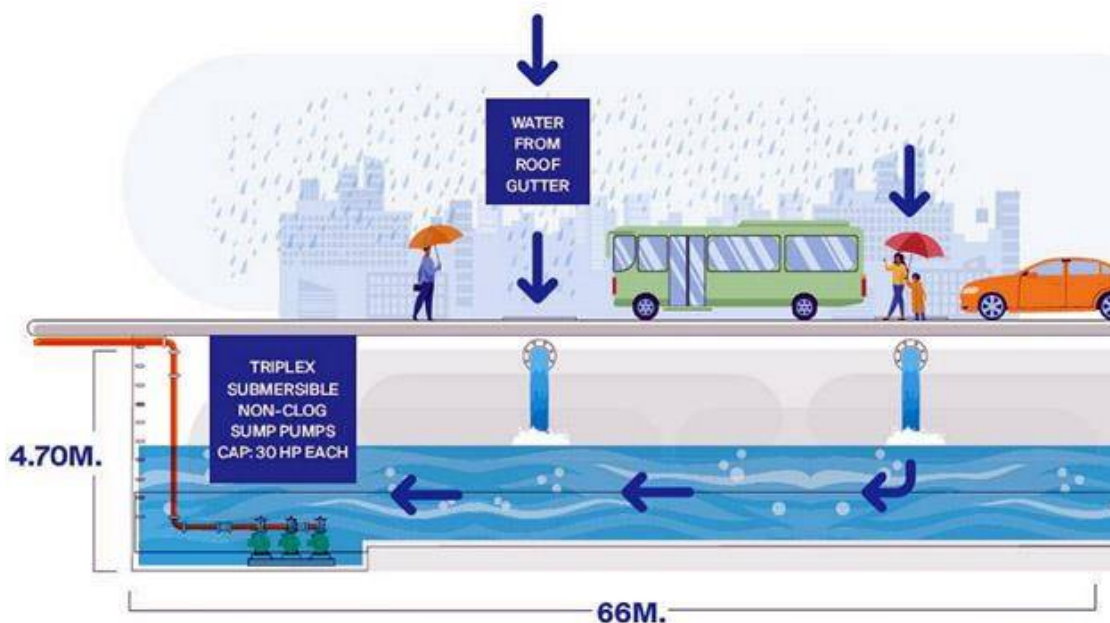 WATER
FROM
ROOF
GUTTER
TRIPLEX
SUBMERSIBLE
NON-CLOG
SUMP PUMPS
CAP: 30 HP EACH
4.70M.
66M.